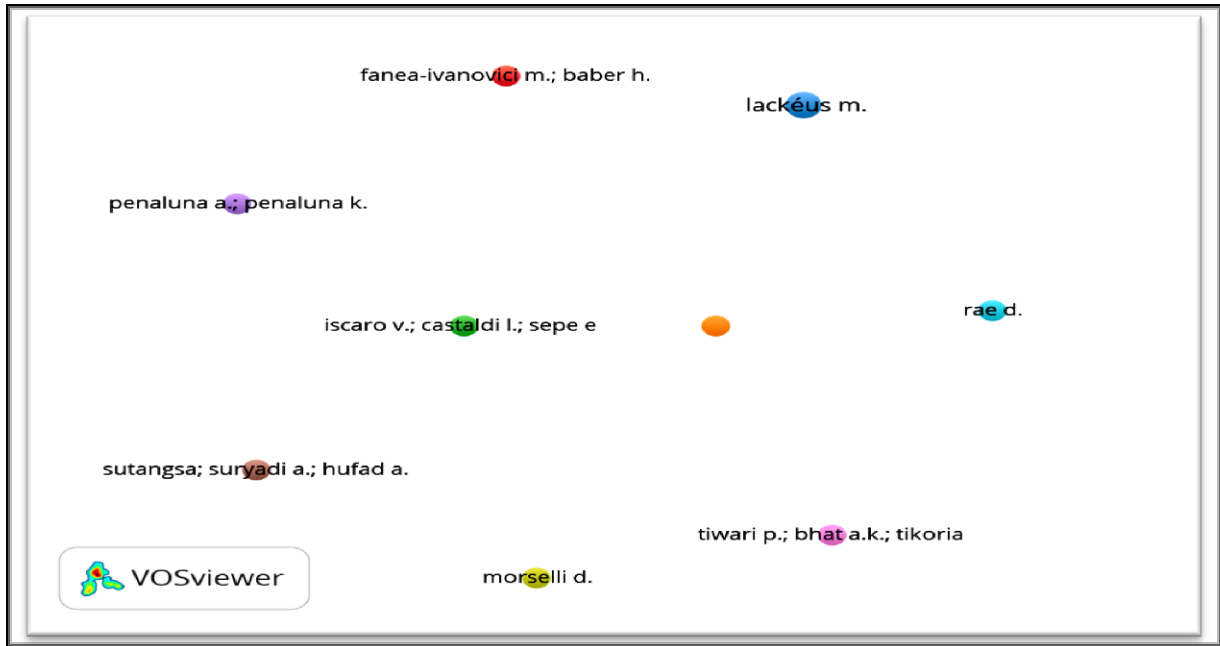 fanea-ivanovici m.; baber h.
lackéus m.
penaluna a.; penaluna k.
rae d.
iscaro v.; castaldi l.; sepe e
sutangsa; suryadi a.; hufad a.
tiwari p.; bhat a.k.; tikoria
morselli d.
VOSviewer